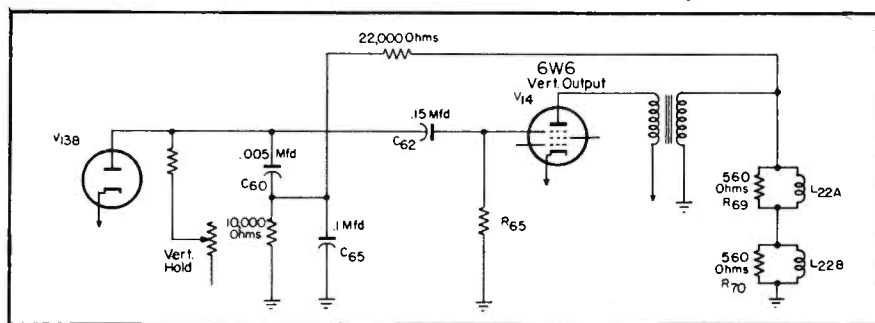 22,000 Ohms
6W6
Vert. Output
V14
.15 Mfd
C62
V138
.005 Mfd
C60
10,000
Ohms
.1 Mfd
C65
R65
Vert.
Hold
560
Ohms
R69
L22A
560
Ohms
R70
L22B